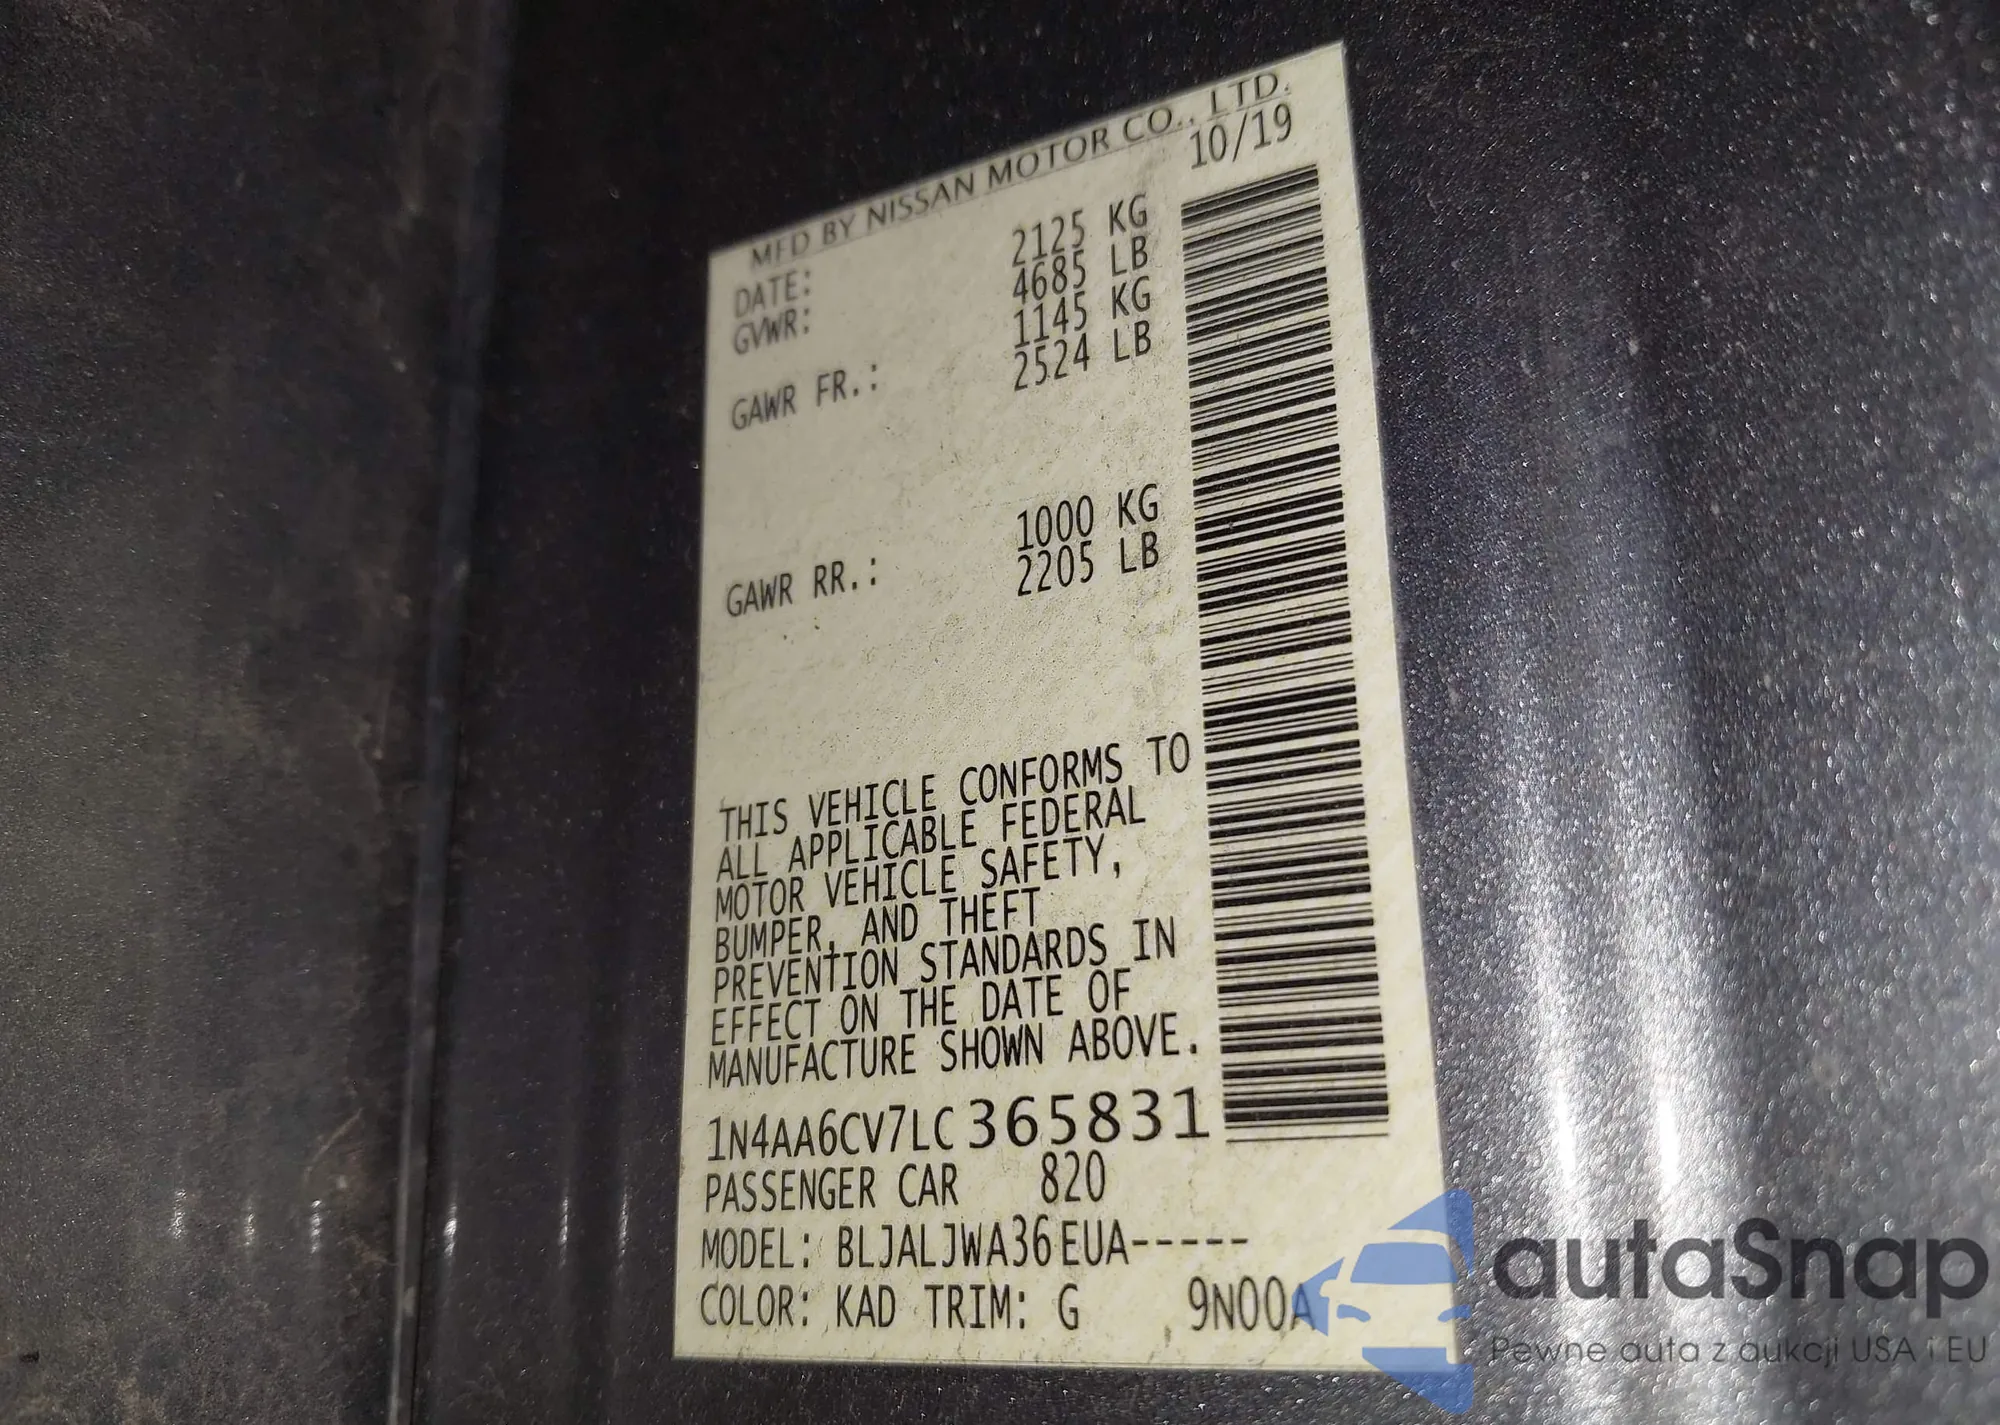 MFD BY NISSAN MOTOR CO., LTD.
DATE: 10/19
GVWR: 2125 KG
4685 LB
GAWR FR.: 1145 KG
2524 LB
GAWR RR.: 1000 KG
2205 LB
THIS VEHICLE CONFORMS TO
ALL APPLICABLE FEDERAL
MOTOR VEHICLE SAFETY,
BUMPER, AND THEFT
PREVENTION STANDARDS IN
EFFECT ON THE DATE OF
MANUFACTURE SHOWN ABOVE.
1N4AA6CV7LC365831
PASSENGER CAR 820
MODEL: BLJALJWA36EUA-----
COLOR: KAD TRIM: G 9N00A
autaSnap
Pewne auta z aukcji USA i EU